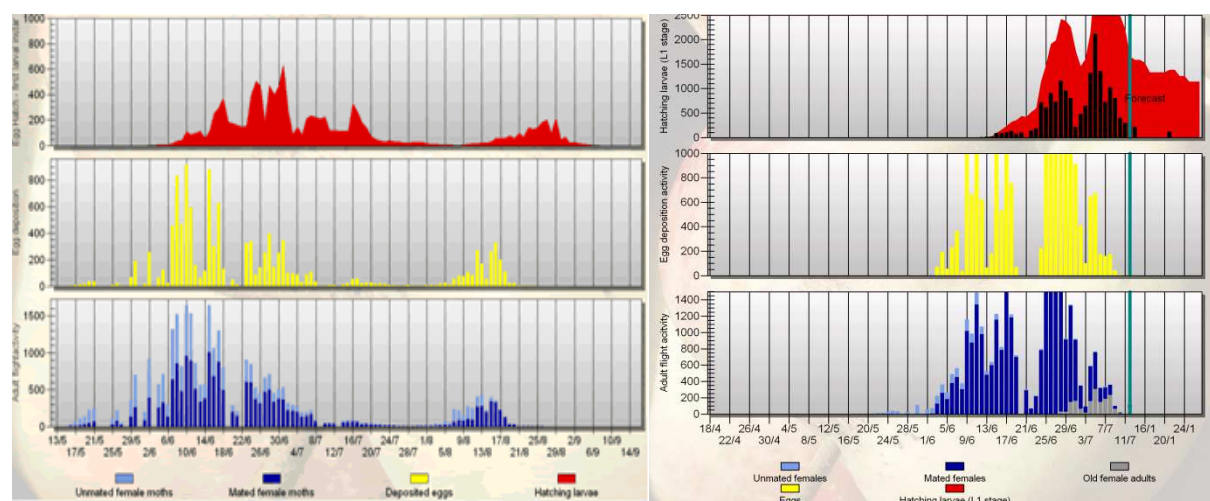 Egg Hatch - first larval instar
1000
800
600
400
200
0
Egg deposition
800
600
400
200
0
Adult flightactivity
1500
1000
500
0
13/5 21/5 29/5 6/6 14/6 22/6 30/6 8/7 16/7 24/7 1/8 9/8 17/8 25/8 2/9 10/9
17/5 25/5 2/6 10/6 18/6 26/6 4/7 12/7 20/7 28/7 5/8 13/8 21/8 29/8 6/9 14/9
Unmated female moths Mated female moths Deposited eggs Hatching larvae
Hatching larvae (L1 stage)
2500
2000
1500
1000
500
0
Forecast
Egg deposition activity
1000
800
600
400
200
0
Adult flight acitvity
1400
1200
1000
800
600
400
200
0
18/4 26/4 4/5 12/5 20/5 28/5 5/6 13/6 21/6 29/6 7/7 16/1 24/1
22/4 30/4 8/5 16/5 24/5 1/6 9/6 17/6 25/6 3/7 11/7 20/1
Unmated females Mated females Old female adults
Eggs Hatching larvae (L1 stage)